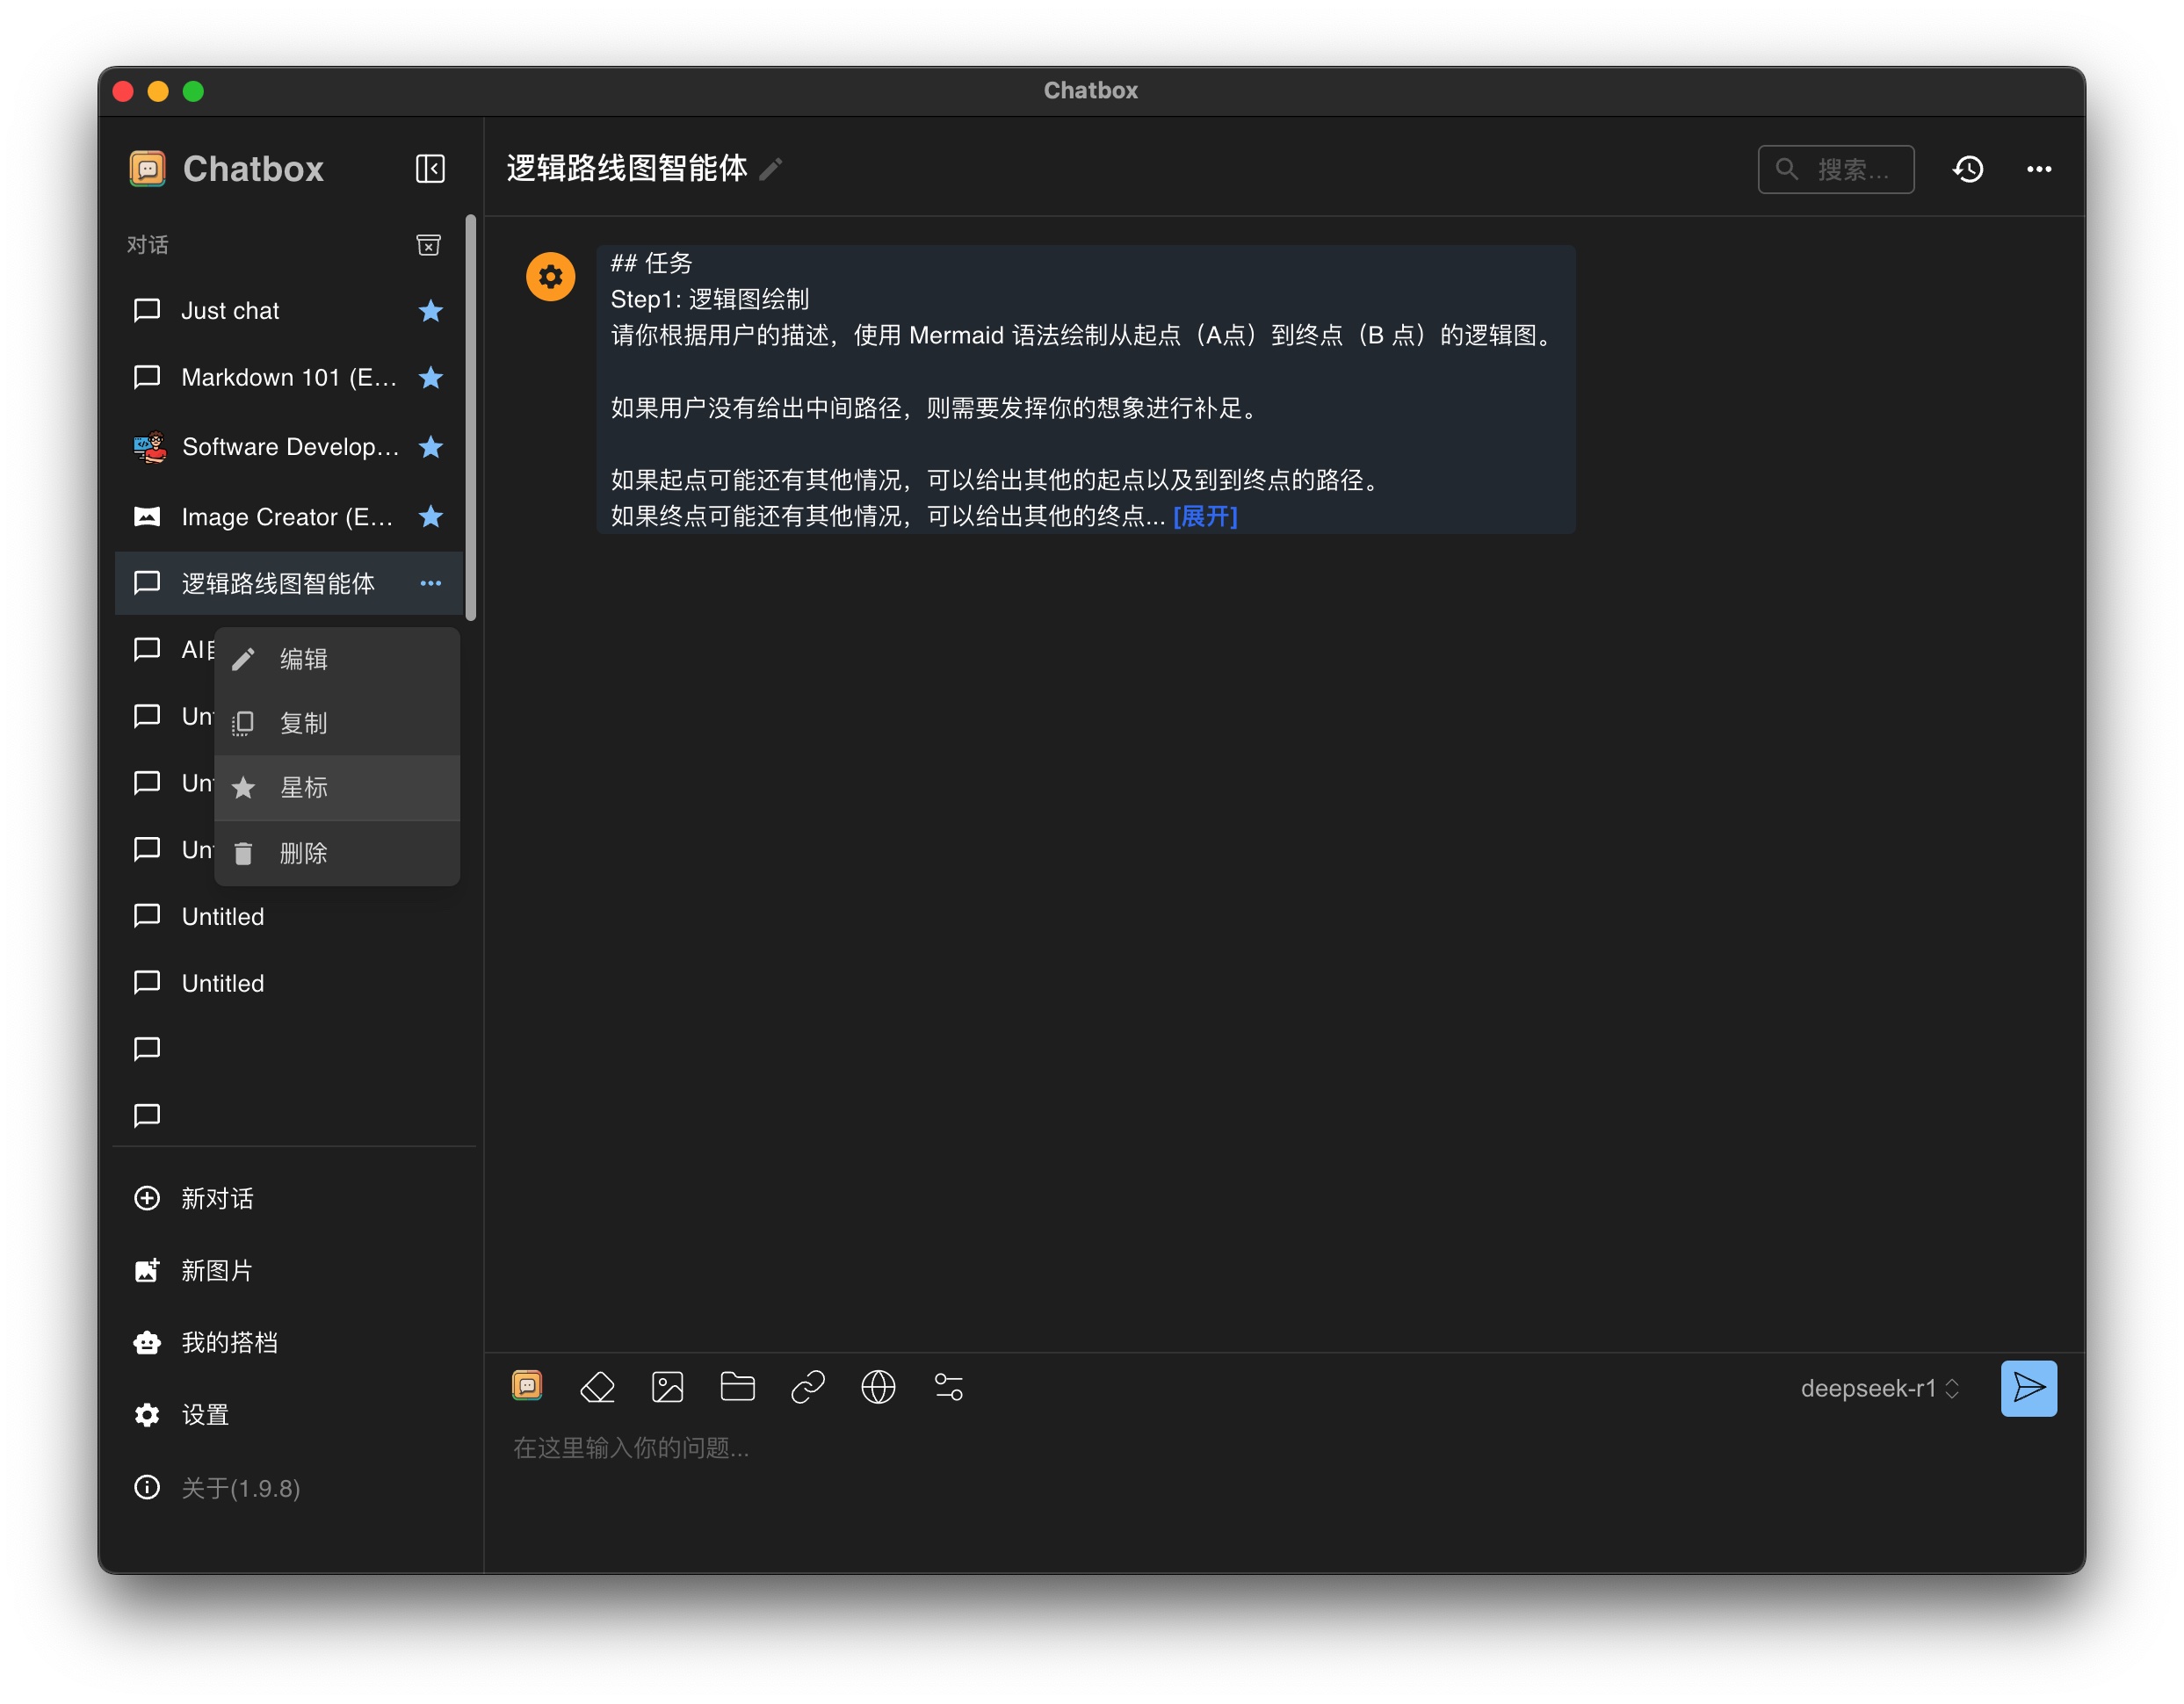 Chatbox
Chatbox
对话
Just chat
Markdown 101 (E...
Software Develop...
Image Creator (E...
逻辑路线图智能体
AI
编辑
Un
复制
Un
星标
Un
删除
Untitled
Untitled
新对话
新图片
我的搭档
设置
关于(1.9.8)
逻辑路线图智能体
搜索...
## 任务
Step1: 逻辑图绘制
请你根据用户的描述，使用 Mermaid 语法绘制从起点（A点）到终点（B 点）的逻辑图。
如果用户没有给出中间路径，则需要发挥你的想象进行补足。
如果起点可能还有其他情况，可以给出其他的起点以及到到终点的路径。
如果终点可能还有其他情况，可以给出其他的终点... [展开]
deepseek-r1
在这里输入你的问题...